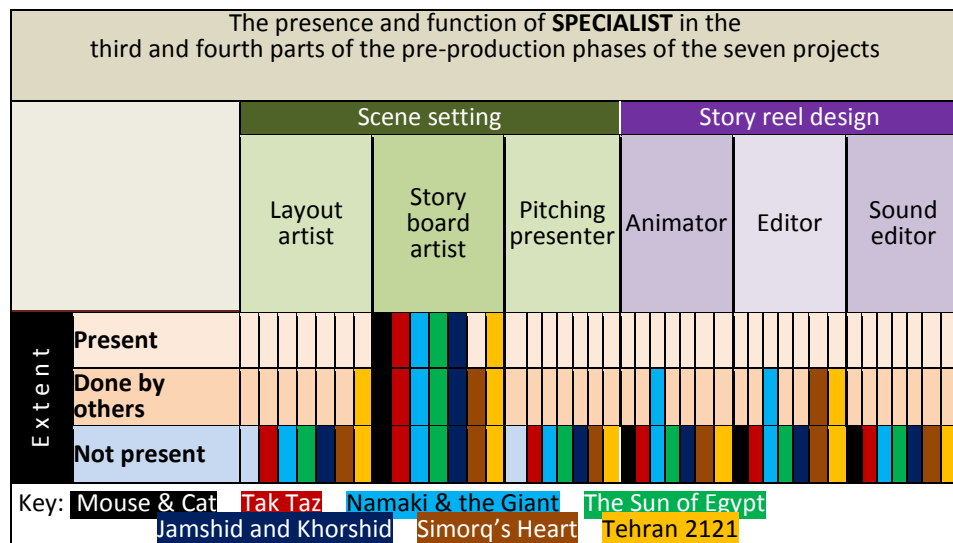 The presence and function of SPECIALIST in the
third and fourth parts of the pre-production phases of the seven projects
Scene setting
Story reel design
Layout
artist
Story
board
artist
Pitching
presenter
Animator
Editor
Sound
editor
Extent
Present
Done by
others
Not present
Key: Mouse & Cat Tak Taz Namaki & the Giant The Sun of Egypt
Jamshid and Khorshid Simorq's Heart Tehran 2121